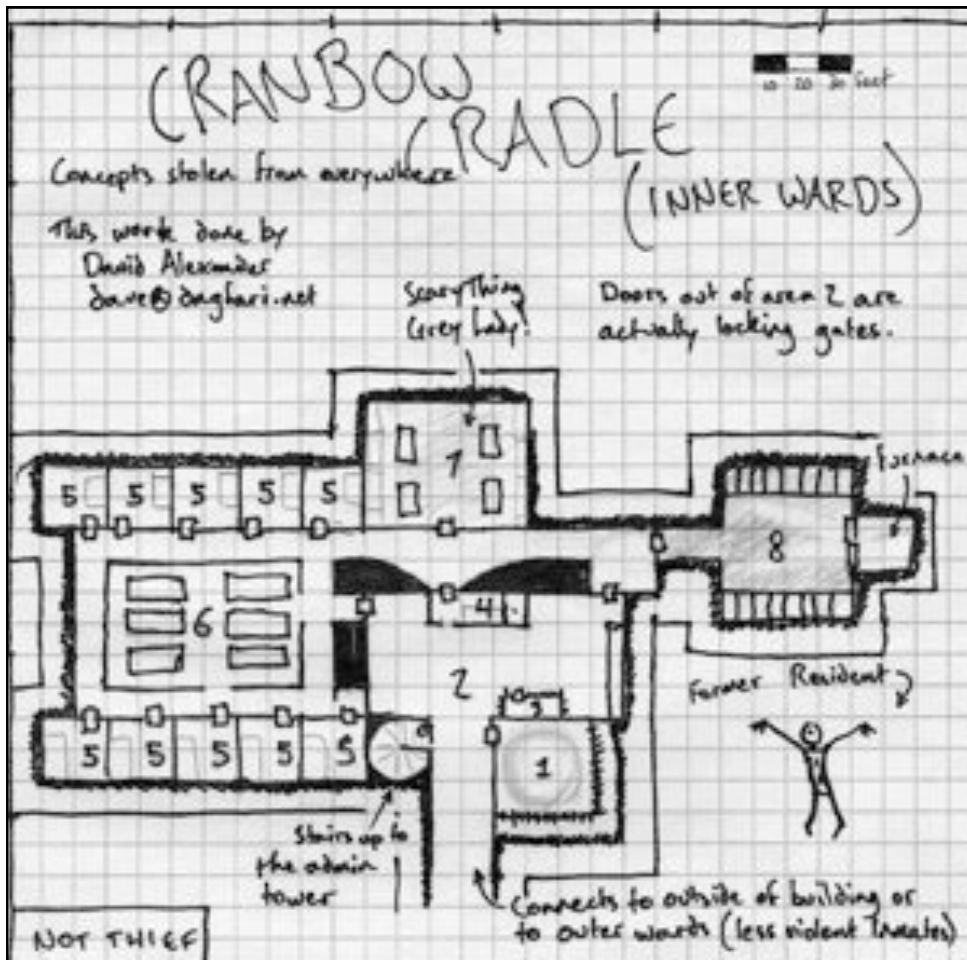 CRANBOW
CRADLE
(INNER WARDS)
10 20 30 feet
Concepts stolen from everywhere
This work done by
David Alexander
dave@daghari.net
Scary Thing
Grey Lady!
Doors out of area 2 are
actually locking gates.
Furnace
5 5 5 5 5
7
8
6
4
2
3
5 5 5 5 5
1
Former Resident
Stairs up to
the admin
tower
Connects to outside of building or
to outer wards (less violent Inmates)
NOT THIEF